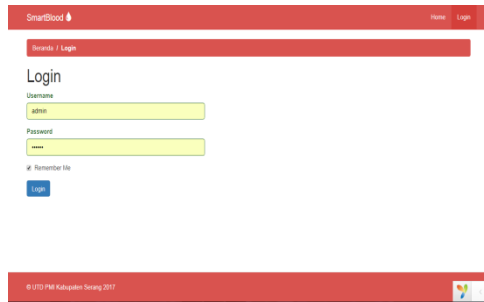 SmartBlood
Home Login
Beranda / Login
Login
Username
admin
Password
Remember Me
Login
© UTD PMI Kabupaten Serang 2017